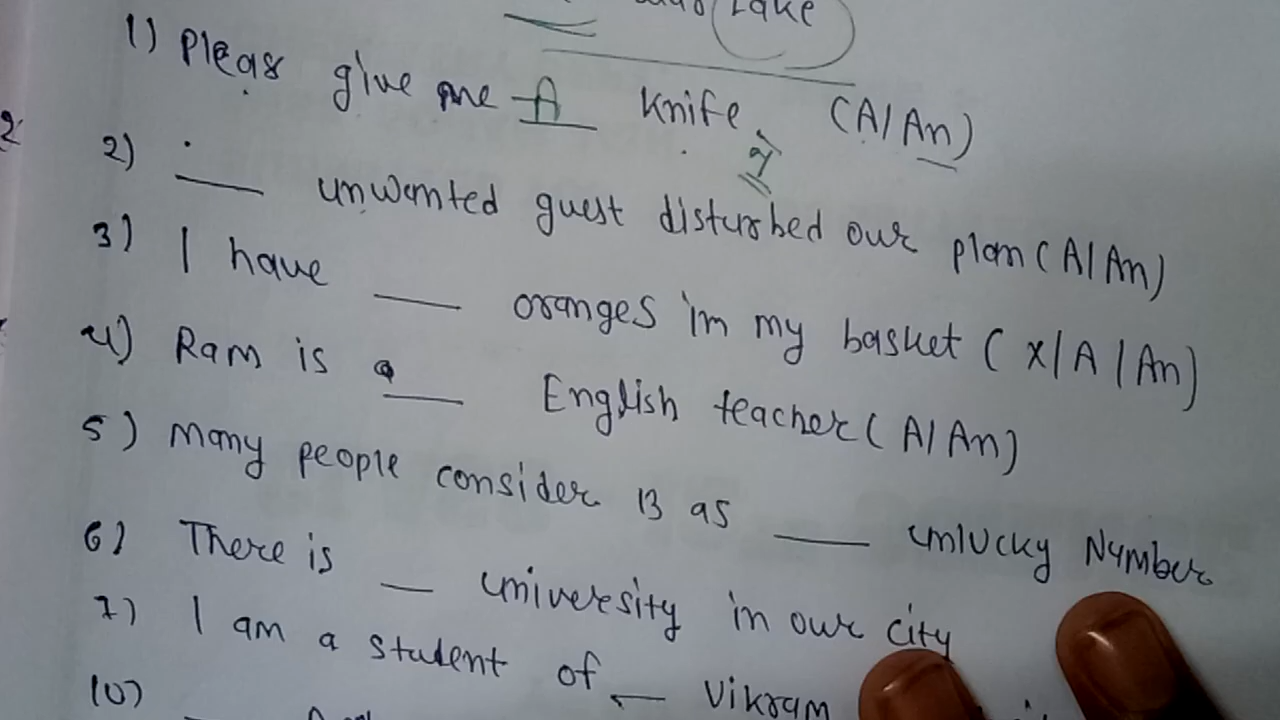 Lake
1) Please give me A knife. (A/An)
2) ___ unwanted guest disturbed our plan (A/An)
3) I have ___ oranges in my basket (x/A/An)
4) Ram is a ___ English teacher (A/An)
5) Many people consider 13 as ___ unlucky Number
6) There is ___ university in our city
7) I am a student of ___ Vikram
10)